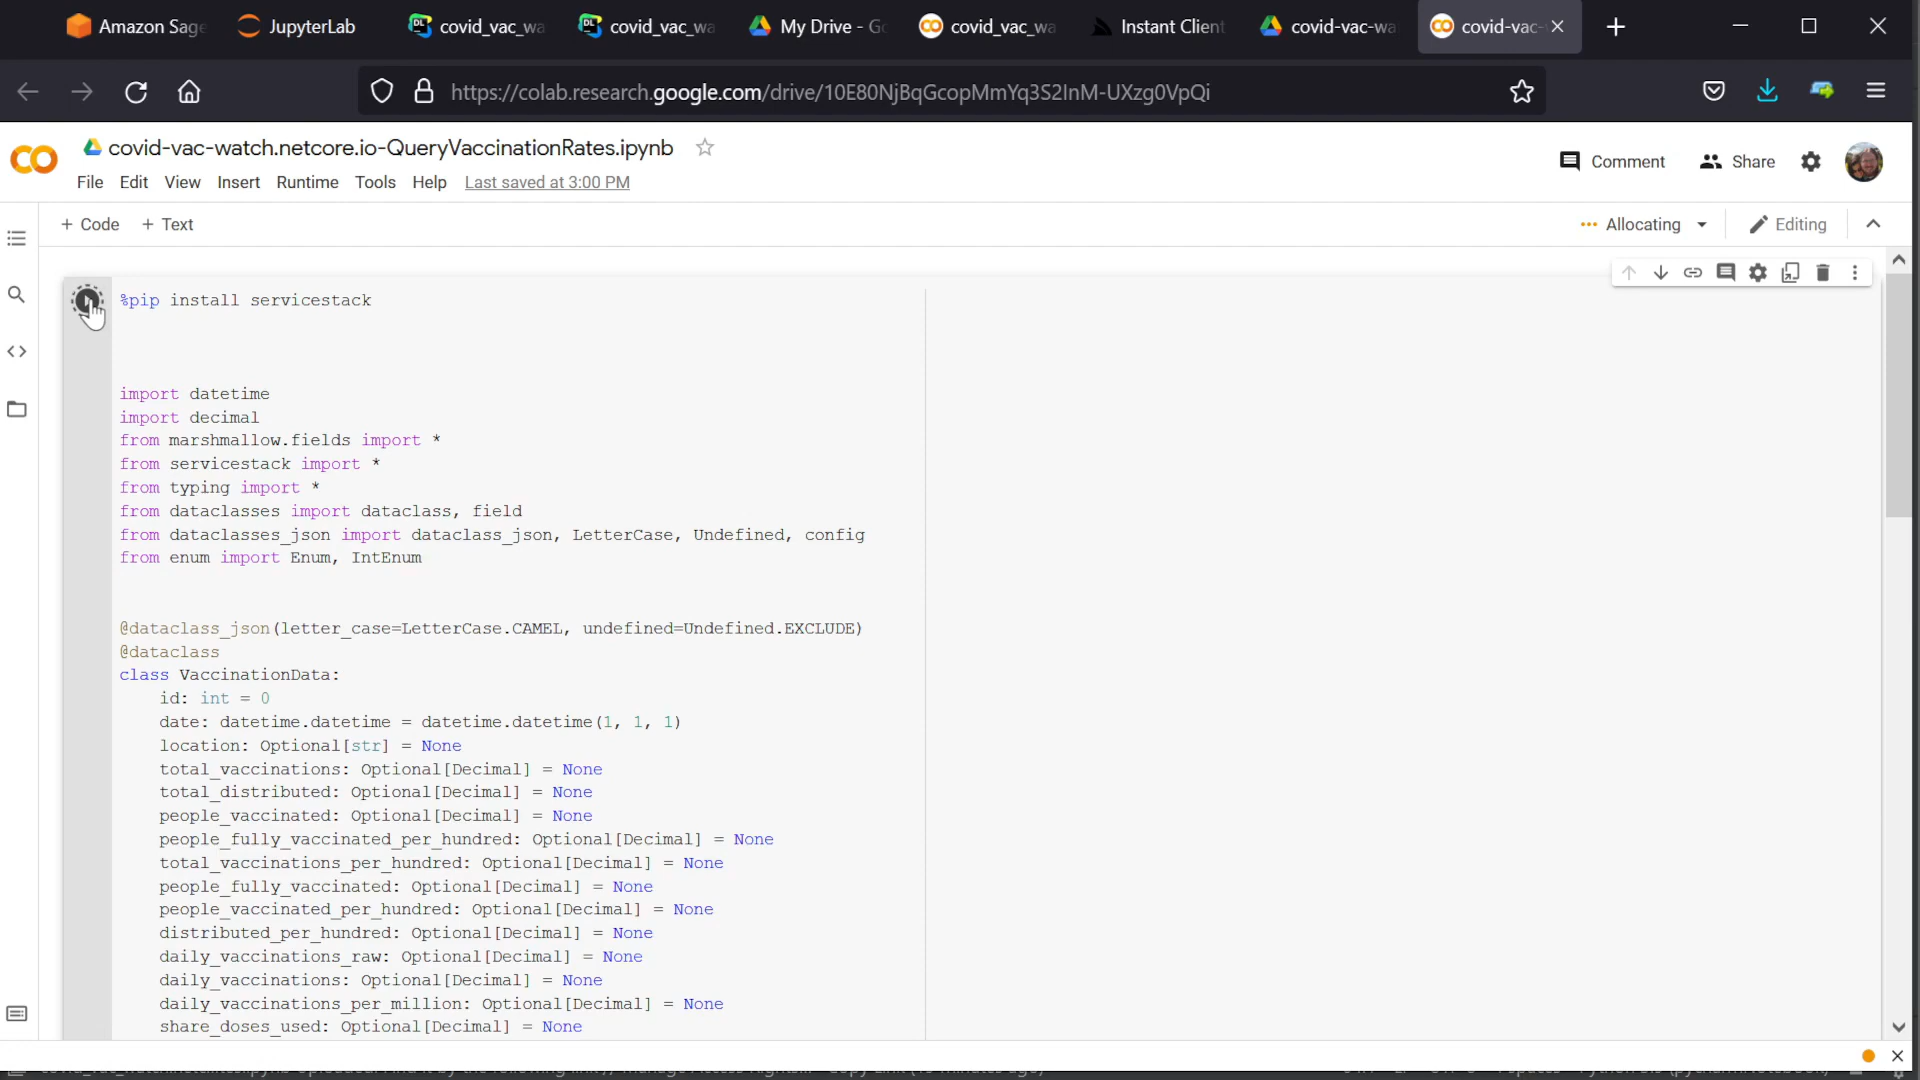 Amazon Sage
JupyterLab
covid_vac_wa
covid_vac_wa
My Drive - Go
covid_vac_wa
Instant Client
covid-vac-wa
covid-vac-
https://colab.research.google.com/drive/10E80NjBqGcopMmYq3S2InM-UXzg0VpQi
covid-vac-watch.netcore.io-QueryVaccinationRates.ipynb
Comment
Share
File Edit View Insert Runtime Tools Help Last saved at 3:00 PM
+ Code + Text
Allocating
Editing
%pip install servicestack
import datetime
import decimal
from marshmallow.fields import *
from servicestack import *
from typing import *
from dataclasses import dataclass, field
from dataclasses_json import dataclass_json, LetterCase, Undefined, config
from enum import Enum, IntEnum
@dataclass_json(letter_case=LetterCase.CAMEL, undefined=Undefined.EXCLUDE)
@dataclass
class VaccinationData:
id: int = 0
date: datetime.datetime = datetime.datetime(1, 1, 1)
location: Optional[str] = None
total_vaccinations: Optional[Decimal] = None
total_distributed: Optional[Decimal] = None
people_vaccinated: Optional[Decimal] = None
people_fully_vaccinated_per_hundred: Optional[Decimal] = None
total_vaccinations_per_hundred: Optional[Decimal] = None
people_fully_vaccinated: Optional[Decimal] = None
people_vaccinated_per_hundred: Optional[Decimal] = None
distributed_per_hundred: Optional[Decimal] = None
daily_vaccinations_raw: Optional[Decimal] = None
daily_vaccinations: Optional[Decimal] = None
daily_vaccinations_per_million: Optional[Decimal] = None
share_doses_used: Optional[Decimal] = None